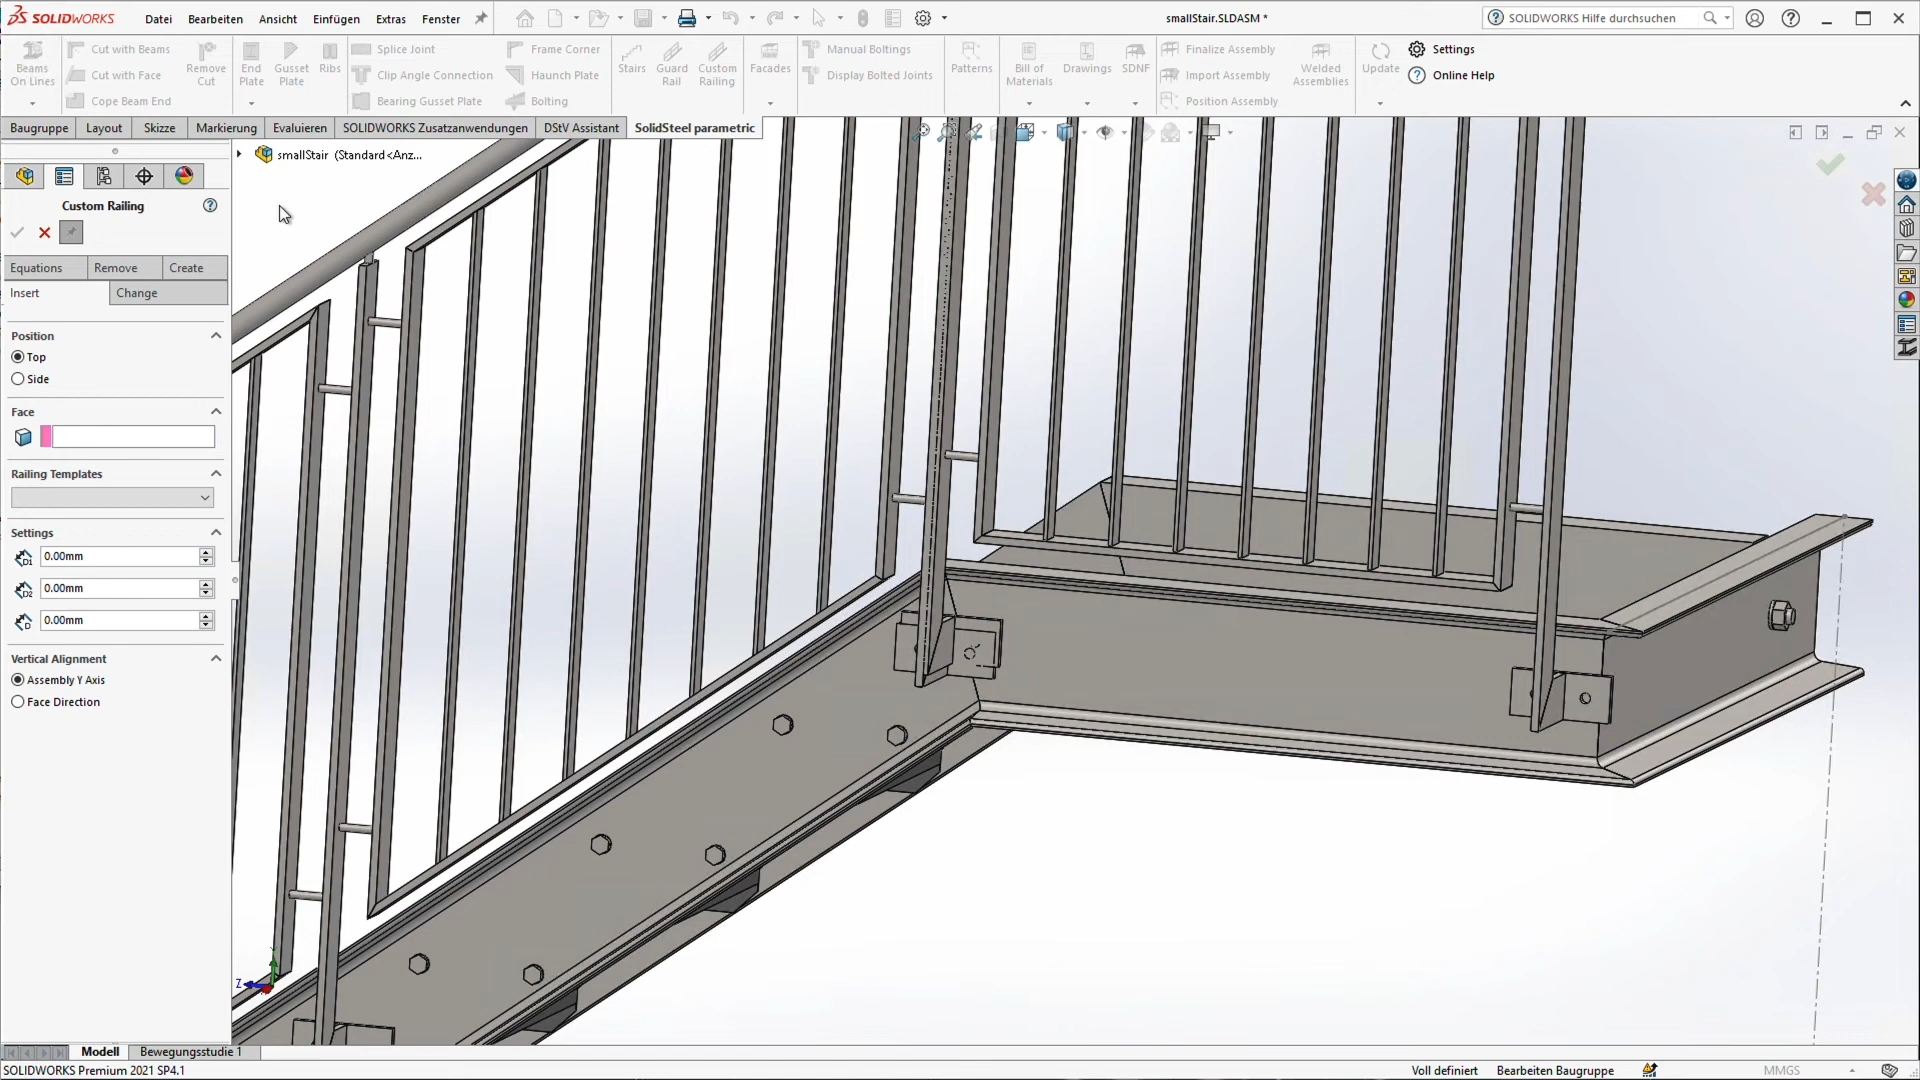 SOLIDWORKS
Datei Bearbeiten Ansicht Einfügen Extras Fenster
smallStair.SLDASM *
SOLIDWORKS Hilfe durchsuchen
Beams On Lines
Cut with Beams
Cut with Face
Cope Beam End
Remove Cut
End Plate
Gusset Plate
Ribs
Splice Joint
Clip Angle Connection
Bearing Gusset Plate
Frame Corner
Haunch Plate
Bolting
Stairs
Guard Rail
Custom Railing
Facades
Manual Boltings
Display Bolted Joints
Patterns
Bill of Materials
Drawings
SDNF
Finalize Assembly
Import Assembly
Position Assembly
Welded Assemblies
Update
Settings
Online Help
Baugruppe Layout Skizze Markierung Evaluieren SOLIDWORKS Zusatzanwendungen DStV Assistant SolidSteel parametric
smallStair (Standard<Anz...
Custom Railing
Equations Remove Create
Insert Change
Position
Top
Side
Face
Railing Templates
Settings
D1 0.00mm
D2 0.00mm
D 0.00mm
Vertical Alignment
Assembly Y Axis
Face Direction
Y
Z
Modell Bewegungsstudie 1
SOLIDWORKS Premium 2021 SP4.1
Voll definiert Bearbeiten Baugruppe MMGS